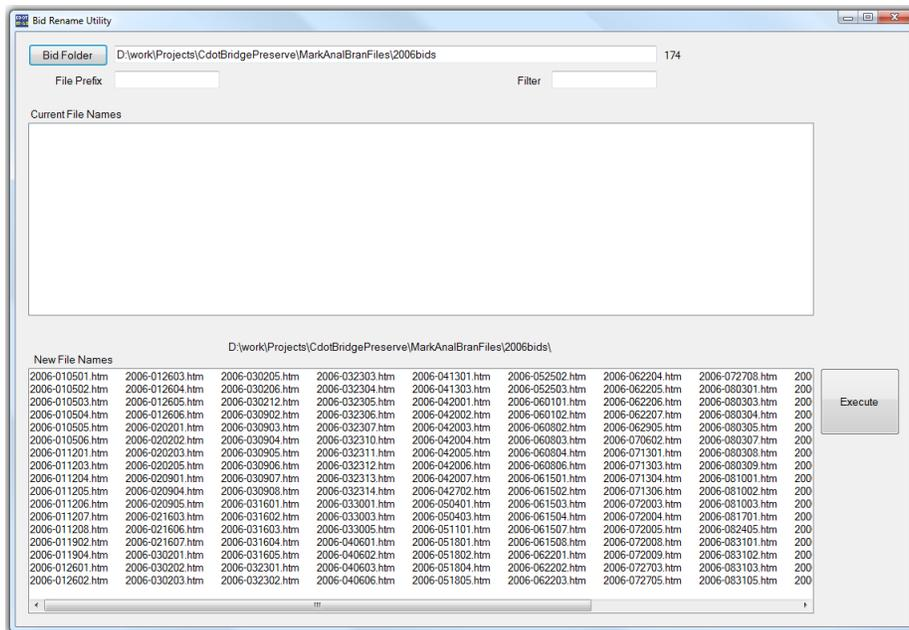 Bid Rename Utility
Bid Folder D:\work\Projects\CdotBridgePreserve\MarkAnalBranFiles\2006bids 174
File Prefix Filter
Current File Names
D:\work\Projects\CdotBridgePreserve\MarkAnalBranFiles\2006bids\
New File Names
2006-010501.htm 2006-012603.htm 2006-030205.htm 2006-032303.htm 2006-041301.htm 2006-052502.htm 2006-062204.htm 2006-072708.htm 200
2006-010502.htm 2006-012604.htm 2006-030206.htm 2006-032304.htm 2006-041303.htm 2006-052503.htm 2006-062205.htm 2006-080301.htm 200
2006-010503.htm 2006-012605.htm 2006-030212.htm 2006-032305.htm 2006-042001.htm 2006-060101.htm 2006-062206.htm 2006-080303.htm 200
2006-010504.htm 2006-012606.htm 2006-030902.htm 2006-032306.htm 2006-042002.htm 2006-060102.htm 2006-062207.htm 2006-080304.htm 200
2006-010505.htm 2006-020201.htm 2006-030903.htm 2006-032307.htm 2006-042003.htm 2006-060802.htm 2006-062905.htm 2006-080305.htm 200
2006-010506.htm 2006-020202.htm 2006-030904.htm 2006-032310.htm 2006-042004.htm 2006-060803.htm 2006-070602.htm 2006-080307.htm 200
2006-011201.htm 2006-020203.htm 2006-030905.htm 2006-032311.htm 2006-042005.htm 2006-060804.htm 2006-071301.htm 2006-080308.htm 200
2006-011203.htm 2006-020205.htm 2006-030906.htm 2006-032312.htm 2006-042006.htm 2006-060806.htm 2006-071303.htm 2006-080309.htm 200
2006-011204.htm 2006-020901.htm 2006-030907.htm 2006-032313.htm 2006-042007.htm 2006-061501.htm 2006-071304.htm 2006-081001.htm 200
2006-011205.htm 2006-020904.htm 2006-030908.htm 2006-032314.htm 2006-042702.htm 2006-061502.htm 2006-071306.htm 2006-081002.htm 200
2006-011206.htm 2006-020905.htm 2006-031601.htm 2006-033001.htm 2006-050401.htm 2006-061503.htm 2006-072003.htm 2006-081003.htm 200
2006-011207.htm 2006-021603.htm 2006-031602.htm 2006-033003.htm 2006-050403.htm 2006-061504.htm 2006-072004.htm 2006-081701.htm 200
2006-011208.htm 2006-021606.htm 2006-031603.htm 2006-033005.htm 2006-051101.htm 2006-061507.htm 2006-072005.htm 2006-082405.htm 200
2006-011902.htm 2006-021607.htm 2006-031604.htm 2006-040601.htm 2006-051801.htm 2006-061508.htm 2006-072008.htm 2006-083101.htm 200
2006-011904.htm 2006-030201.htm 2006-031605.htm 2006-040602.htm 2006-051802.htm 2006-062201.htm 2006-072009.htm 2006-083102.htm 200
2006-012601.htm 2006-030202.htm 2006-032301.htm 2006-040603.htm 2006-051804.htm 2006-062202.htm 2006-072703.htm 2006-083103.htm 200
2006-012602.htm 2006-030203.htm 2006-032302.htm 2006-040606.htm 2006-051805.htm 2006-062203.htm 2006-072705.htm 2006-083105.htm 200
Execute